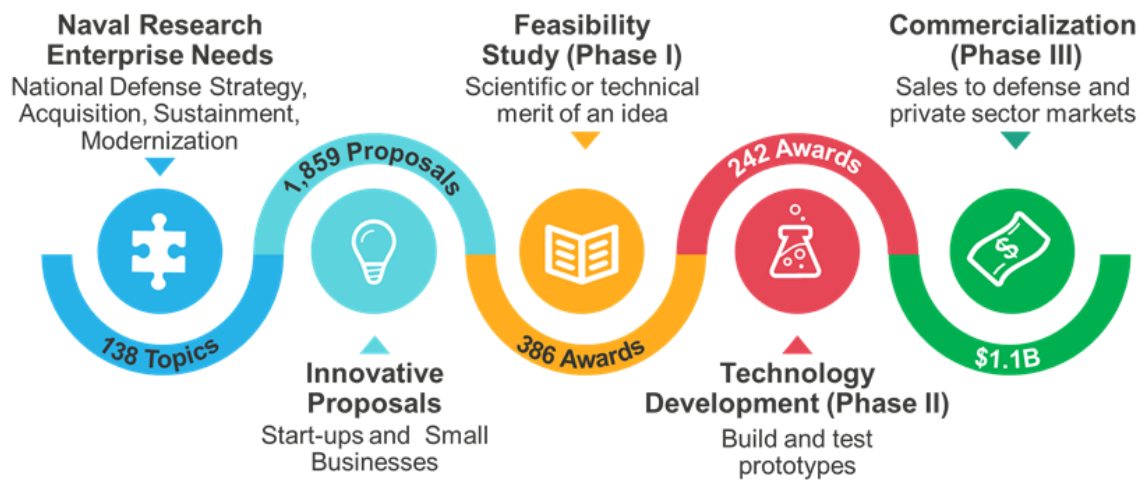 Naval Research
Enterprise Needs
National Defense Strategy,
Acquisition, Sustainment,
Modernization
138 Topics
1,859 Proposals
Innovative
Proposals
Start-ups and Small
Businesses
Feasibility
Study (Phase I)
Scientific or technical
merit of an idea
386 Awards
242 Awards
Technology
Development (Phase II)
Build and test
prototypes
Commercialization
(Phase III)
Sales to defense and
private sector markets
$
$1.1B